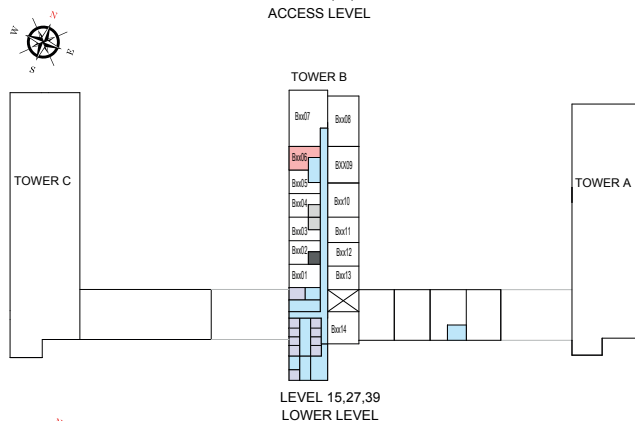 ACCESS LEVEL
N
W
E
S
TOWER B
Bxx07
Bxx08
Bxx06
BXX09
TOWER C
Bxx05
TOWER A
Bxx04
Bxx10
Bxx03
Bxx11
Bxx02
Bxx12
Bxx01
Bxx13
Bxx14
LEVEL 15,27,39
LOWER LEVEL